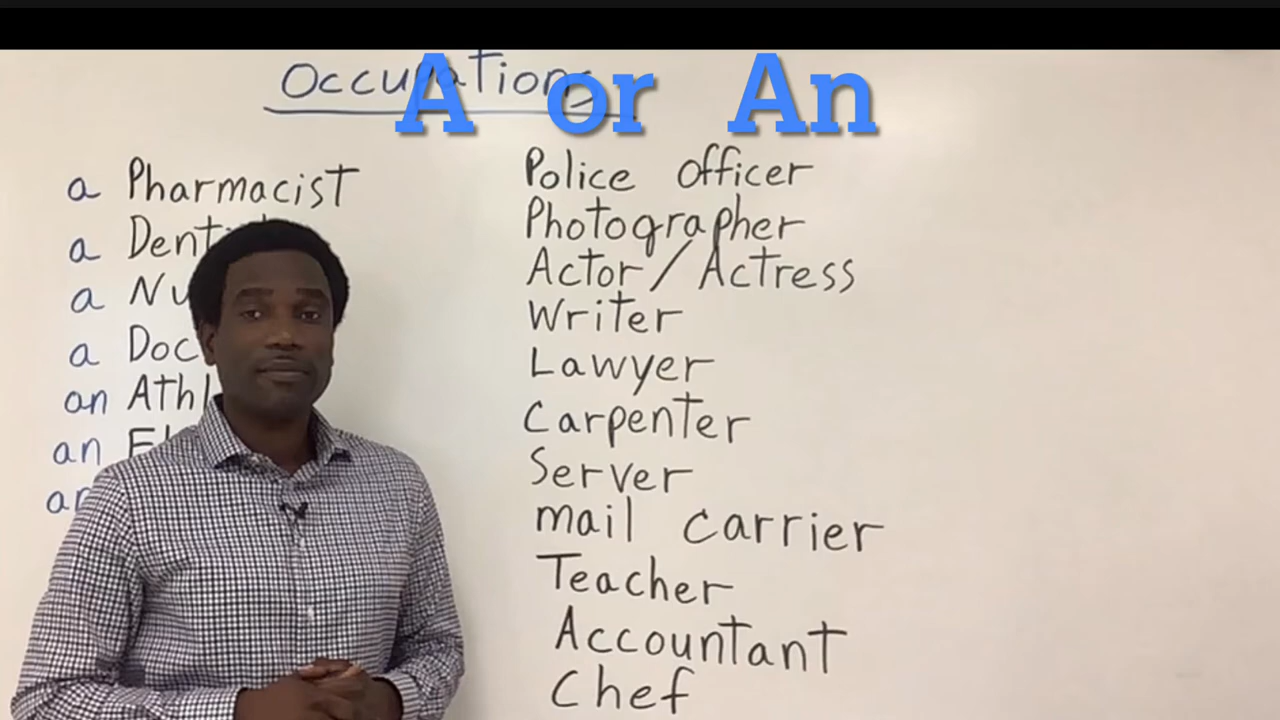 Occupations
A or An
a Pharmacist
a
a
a
an
an
Police officer
Photographer
Actor / Actress
Writer
Lawyer
Carpenter
Server
mail carrier
Teacher
Accountant
Chef